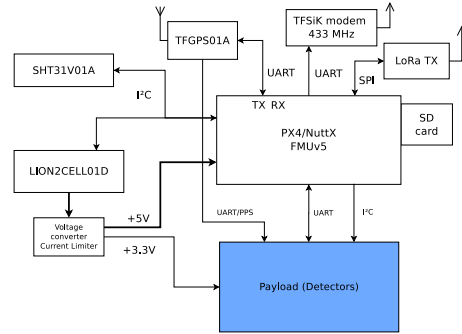 TFSiK modem
433 MHz
TFGPS01A
LoRa TX
SHT31V01A
UART
UART
SPI
I²C
TX RX
PX4/NuttX
FMUv5
SD
card
LION2CELL01D
+5V
Voltage
converter
Current Limiter
UART/PPS
UART
I²C
+3.3V
Payload (Detectors)